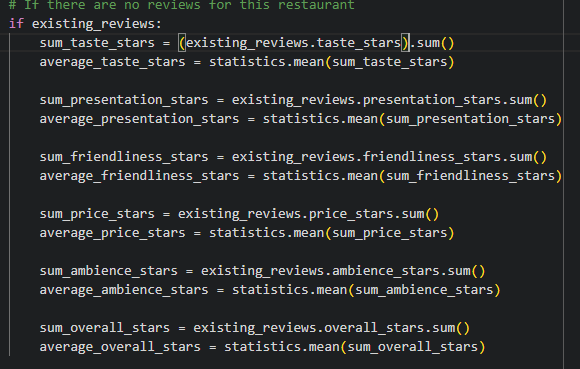 # If there are no reviews for this restaurant
if existing_reviews:
sum_taste_stars = (existing_reviews.taste_stars).sum()
average_taste_stars = statistics.mean(sum_taste_stars)
sum_presentation_stars = existing_reviews.presentation_stars.sum()
average_presentation_stars = statistics.mean(sum_presentation_stars)
sum_friendliness_stars = existing_reviews.friendliness_stars.sum()
average_friendliness_stars = statistics.mean(sum_friendliness_stars)
sum_price_stars = existing_reviews.price_stars.sum()
average_price_stars = statistics.mean(sum_price_stars)
sum_ambience_stars = existing_reviews.ambience_stars.sum()
average_ambience_stars = statistics.mean(sum_ambience_stars)
sum_overall_stars = existing_reviews.overall_stars.sum()
average_overall_stars = statistics.mean(sum_overall_stars)